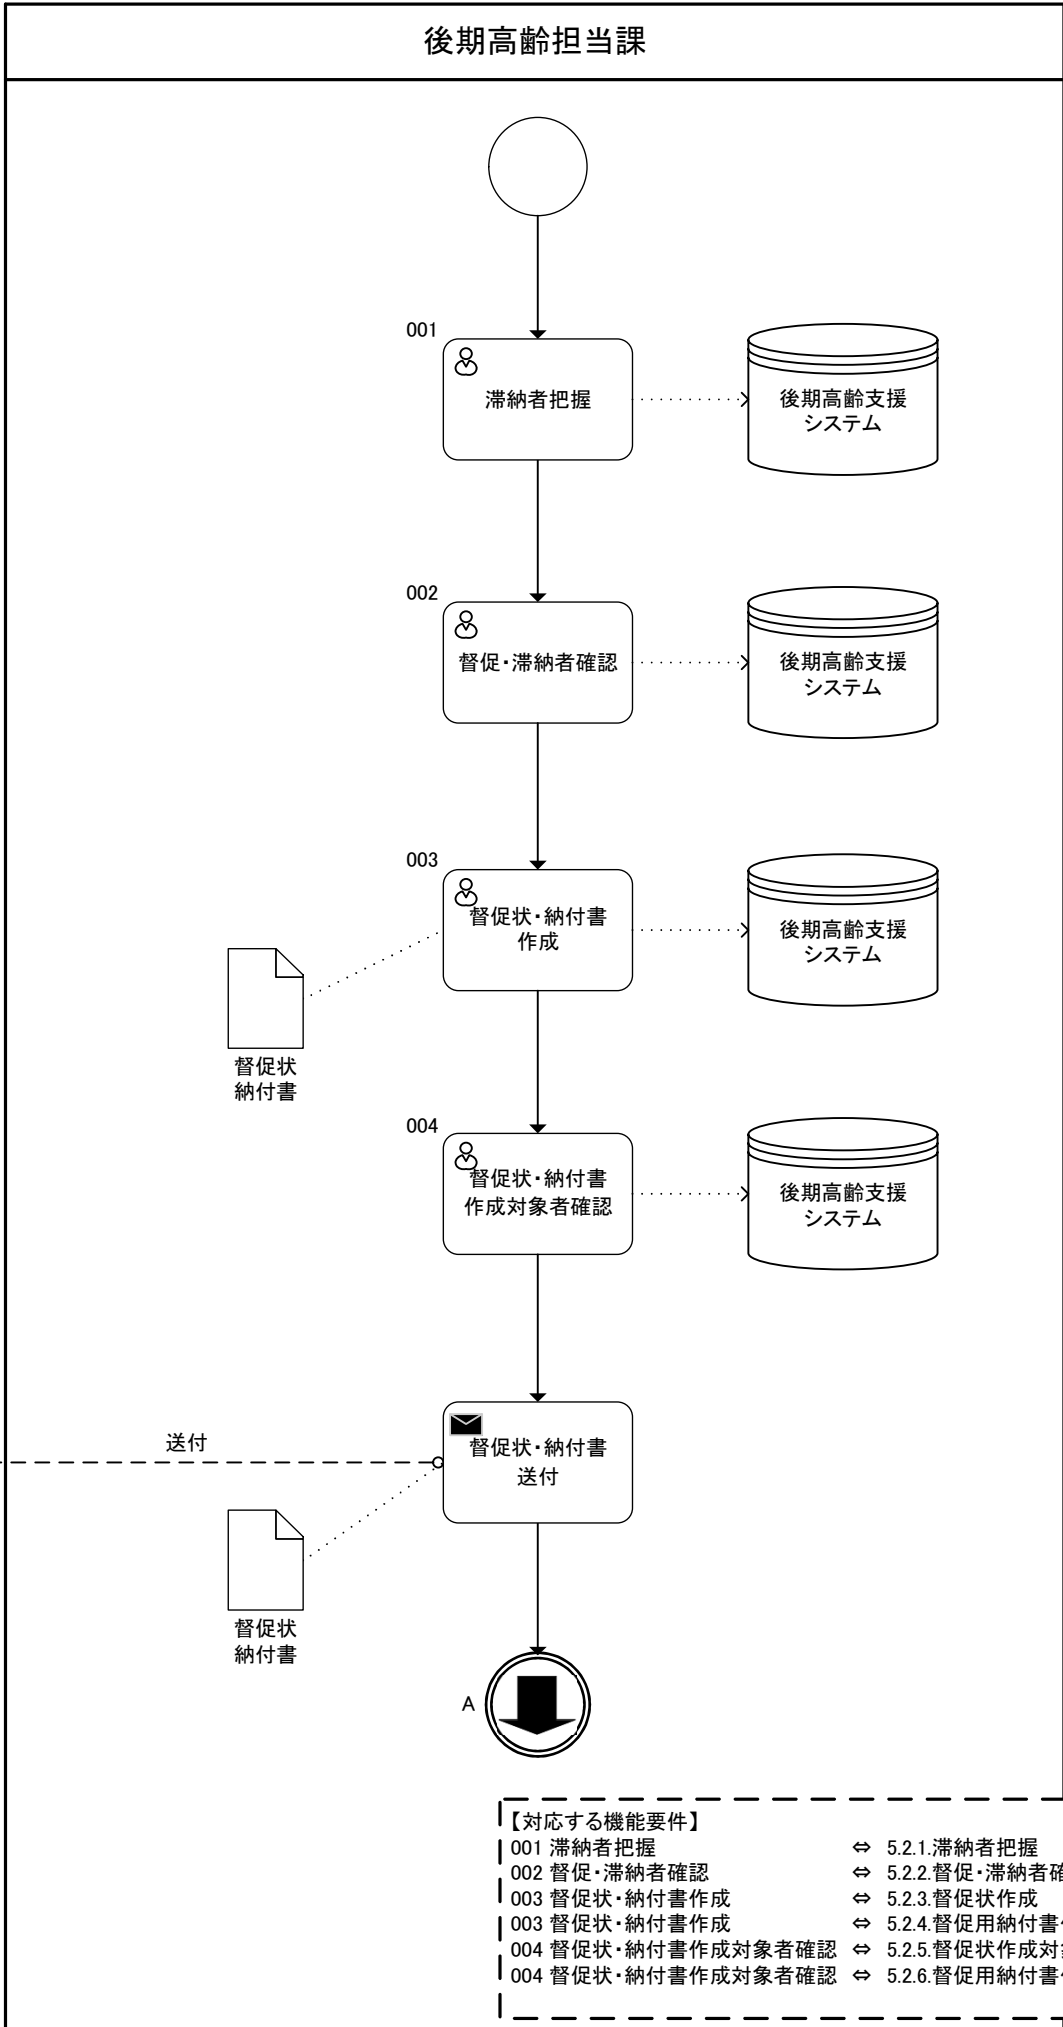 後期高齢担当課
001
滞納者把握
後期高齢支援
システム
002
督促・滞納者確認
後期高齢支援
システム
003
督促状・納付書
作成
後期高齢支援
システム
督促状
納付書
004
督促状・納付書
作成対象者確認
後期高齢支援
システム
送付
督促状・納付書
送付
督促状
納付書
A
【対応する機能要件】
001 滞納者把握 ⇔ 5.2.1.滞納者把握
002 督促・滞納者確認 ⇔ 5.2.2.督促・滞納者確
003 督促状・納付書作成 ⇔ 5.2.3.督促状作成
003 督促状・納付書作成 ⇔ 5.2.4.督促用納付書
004 督促状・納付書作成対象者確認 ⇔ 5.2.5.督促状作成対
004 督促状・納付書作成対象者確認 ⇔ 5.2.6.督促用納付書